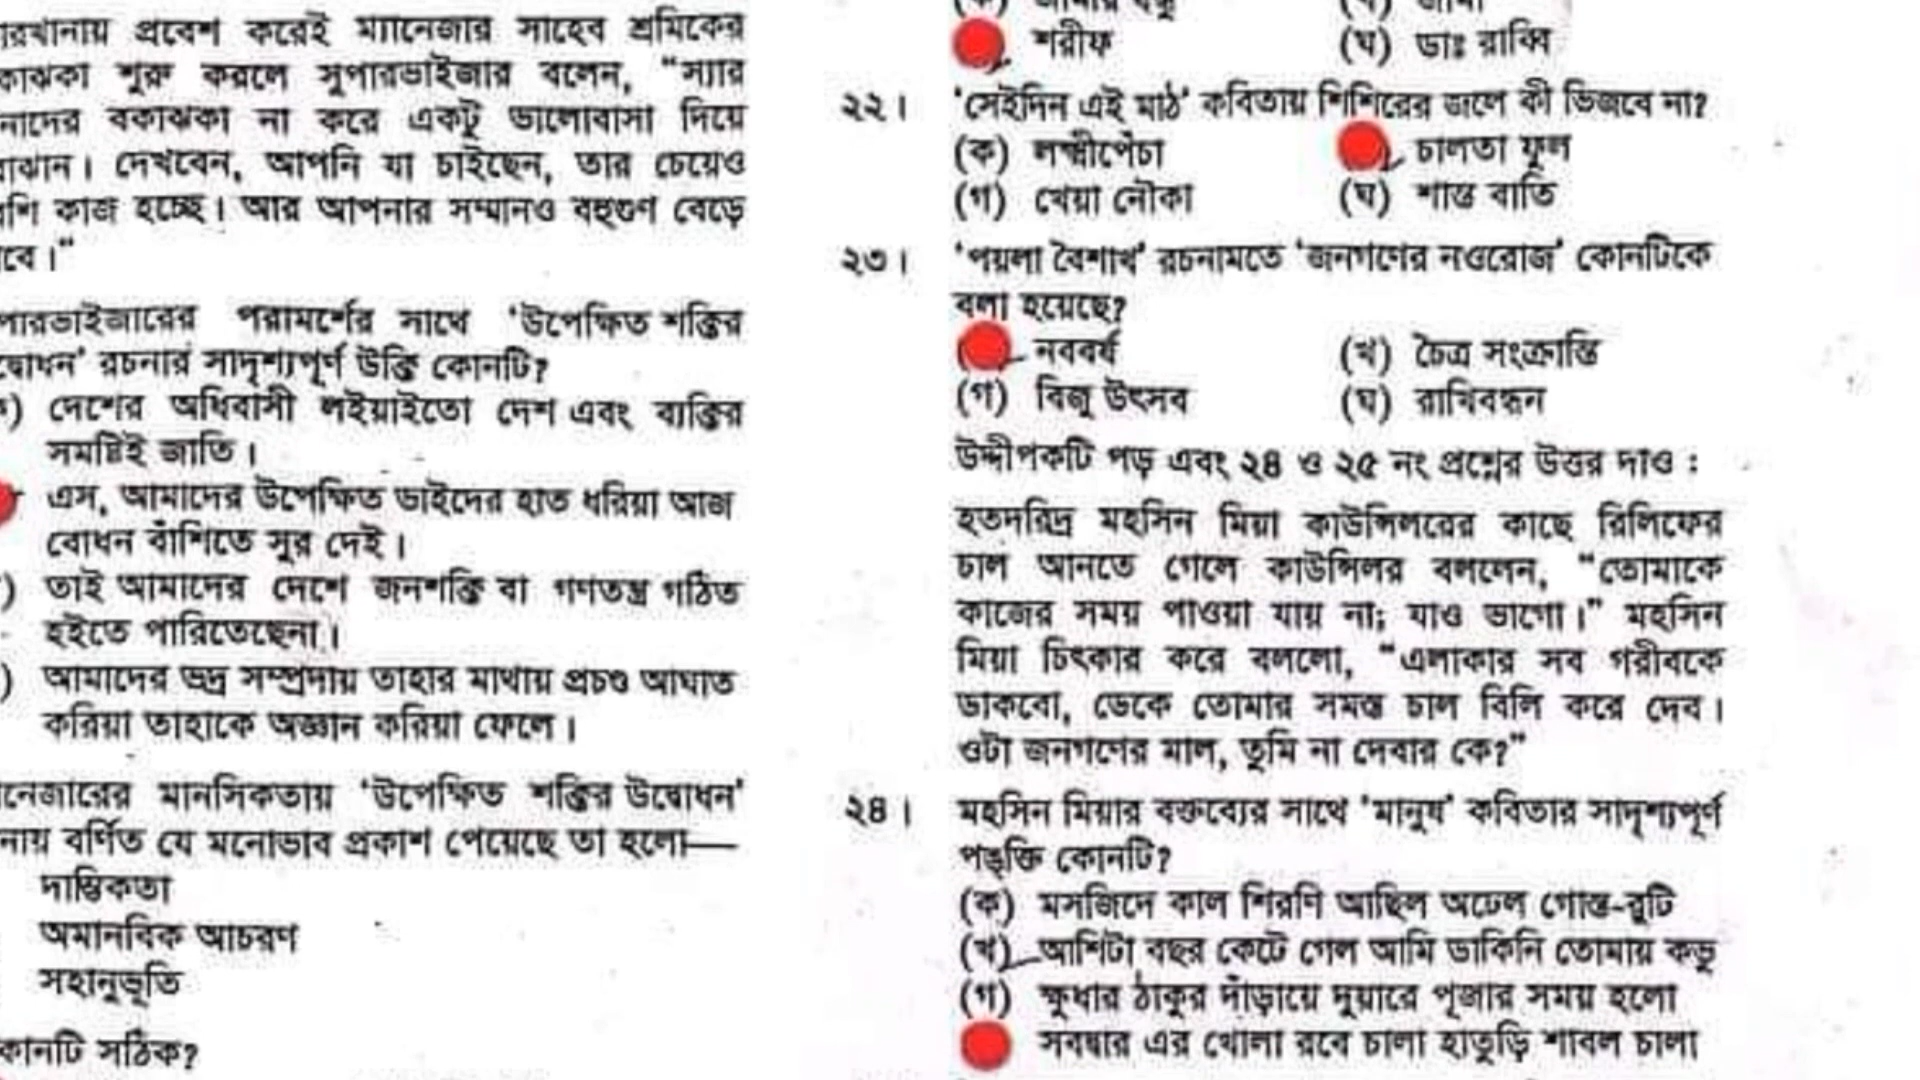 প্রবেশ করেই ম্যানেজার সাহেব শ্রমিকের
শুরু করলে সুপারভাইজার বলেন, “স্যার
বকাঝকা না করে একটু ভালোবাসা দিয়ে
দেখবেন, আপনি যা চাইছেন, তার চেয়েও
কাজ হচ্ছে। আর আপনার সম্মানও বহুগুণ বেড়ে
পরামর্শের সাথে ‘উপেক্ষিত শক্তির
রচনার সাদৃশ্যপূর্ণ উক্তি কোনটি?
দেশের অধিবাসী লইয়াইতো দেশ এবং ব্যক্তির
সমষ্টিই জাতি।
এস, আমাদের উপেক্ষিত ভাইদের হাত ধরিয়া আজ
বোধন বাঁশিতে সুর দেই।
তাই আমাদের দেশে জনশক্তি বা গণতন্ত্র গঠিত
হইতে পারিতেছেনা।
আমাদের ভদ্র সম্প্রদায় তাহার মাথায় প্রচণ্ড আঘাত
করিয়া তাহাকে অজ্ঞান করিয়া ফেলে।
মানসিকতায় ‘উপেক্ষিত শক্তির উদ্বোধন’
বর্ণিত যে মনোভাব প্রকাশ পেয়েছে তা হলো—
দাম্ভিকতা
অমানবিক আচরণ
সহানুভূতি
কোনটি সঠিক?
শরীফ (ঘ) ডাঃ রাব্বি
২২। ‘সেইদিন এই মাঠ’ কবিতায় শিশিরের জলে কী ভিজবে না?
(ক) লক্ষ্মীপেঁচা চালতা ফুল
(গ) খেয়া নৌকা (ঘ) শান্ত বাতি
২৩। ‘পয়লা বৈশাখ’ রচনামতে ‘জনগণের নওরোজ’ কোনটিকে
বলা হয়েছে?
নববর্ষ (খ) চৈত্র সংক্রান্তি
(গ) বিজু উৎসব (ঘ) রাখিবন্ধন
উদ্দীপকটি পড় এবং ২৪ ও ২৫ নং প্রশ্নের উত্তর দাও :
হতদরিদ্র মহসিন মিয়া কাউন্সিলরের কাছে রিলিফের
চাল আনতে গেলে কাউন্সিলর বললেন, “তোমাকে
কাজের সময় পাওয়া যায় না; যাও ভাগো।” মহসিন
মিয়া চিৎকার করে বললো, “এলাকার সব গরীবকে
ডাকবো, ডেকে তোমার সমস্ত চাল বিলি করে দেব।
ওটা জনগণের মাল, তুমি না দেবার কে?”
২৪। মহসিন মিয়ার বক্তব্যের সাথে ‘মানুষ’ কবিতার সাদৃশ্যপূর্ণ
পঙ্‌ক্তি কোনটি?
(ক) মসজিদে কাল শিরণি আছিল অঢেল গোস্ত-রুটি
(খ) আশিটা বছর কেটে গেল আমি ডাকিনি তোমায় কভু
(গ) ক্ষুধার ঠাকুর দাঁড়ায়ে দুয়ারে পূজার সময় হলো
সবদ্বার এর খোলা রবে চালা হাতুড়ি শাবল চালা